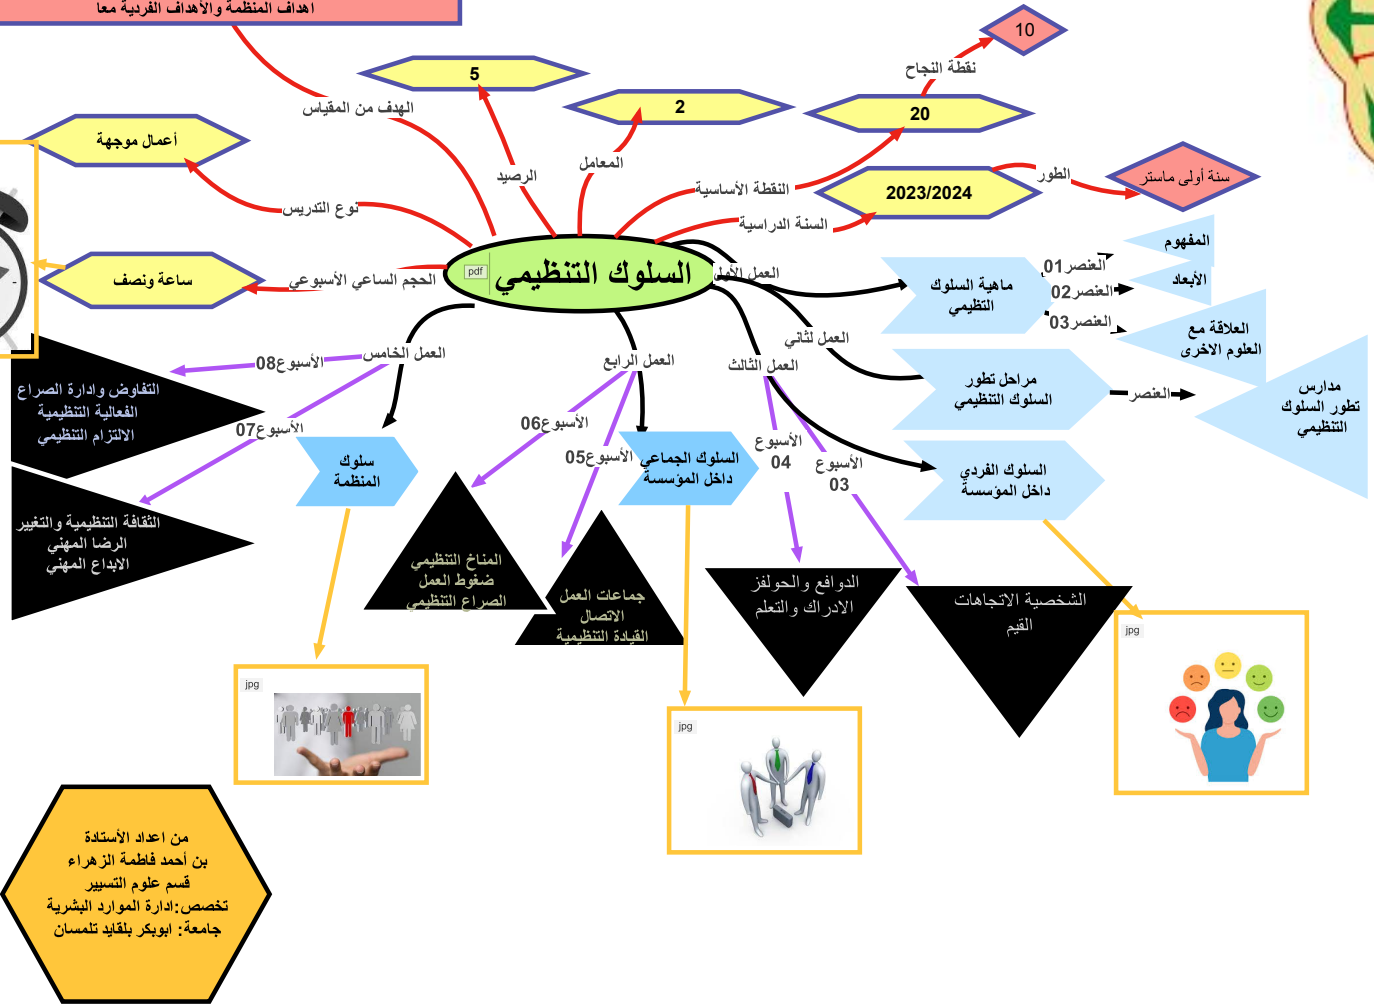 اهداف المنظمة والأهداف الفردية معا
10
نقطة النجاح
5
2
20
الهدف من المقياس
أعمال موجهة
المعامل
الرصيد
النقطة الأساسية
2023/2024
الطور
سنة أولى ماستر
نوع التدريس
السنة الدراسية
المفهوم
السلوك التنظيمي
pdf
العمل الأول
العنصر01
ساعة ونصف
الحجم الساعي الأسبوعي
ماهية السلوك
التظيمي
الأبعاد
العنصر02
العنصر03
العلاقة مع
العلوم الاخرى
العمل لثاني
العمل الخامس
العمل الرابع
العمل الثالث
الأسبوع08
مراحل تطور
السلوك التنظيمي
العنصر
مدارس
تطور السلوك
التنظيمي
التفاوض وادارة الصراع
الفعالية التنظيمية
الالتزام التنظيمي
الأسبوع07
الأسبوع06
الأسبوع05
الأسبوع
04
الأسبوع
03
سلوك
المنظمة
السلوك الجماعي
داخل المؤسسة
السلوك الفردي
داخل المؤسسة
الثقافة التنظيمية والتغيير
الرضا المهني
الابداع المهني
المناخ التنظيمي
ضغوط العمل
الصراع التنظيمي
جماعات العمل
الاتصال
القيادة التنظيمية
الدوافع والحولفز
الادراك والتعلم
الشخصية الاتجاهات
القيم
jpg
jpg
jpg
من اعداد الأستادة
بن أحمد فاطمة الزهراء
قسم علوم التسيير
تخصص:ادارة الموارد البشرية
جامعة: ابوبكر بلقايد تلمسان